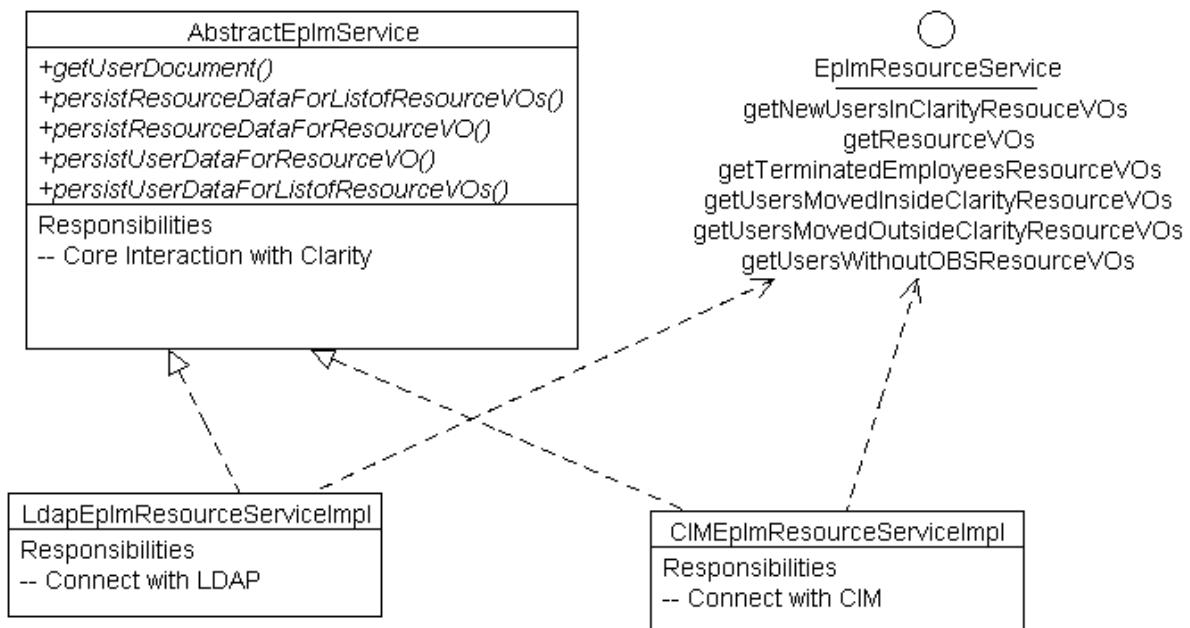 AbstractEplmService
+getUserDocument()
+persistResourceDataForListofResourceVOs()
+persistResourceDataForResourceVO()
+persistUserDataForResourceVO()
+persistUserDataForListofResourceVOs()
Responsibilities
-- Core Interaction with Clarity
EplmResourceService
getNewUsersInClarityResouceVOs
getResourceVOs
getTerminatedEmployeesResourceVOs
getUsersMovedInsideClarityResourceVOs
getUsersMovedOutsideClarityResourceVOs
getUsersWithoutOBSResourceVOs
LdapEplmResourceServiceImpl
Responsibilities
-- Connect with LDAP
CIMEplmResourceServiceImpl
Responsibilities
-- Connect with CIM